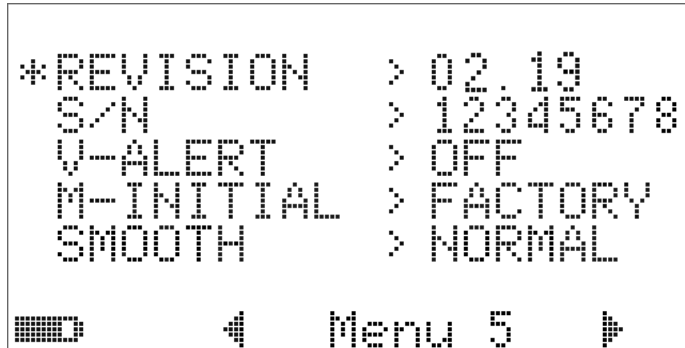 *REVISION > 02.19
S/N > 12345678
V-ALERT > OFF
M-INITIAL > FACTORY
SMOOTH > NORMAL
Menu 5